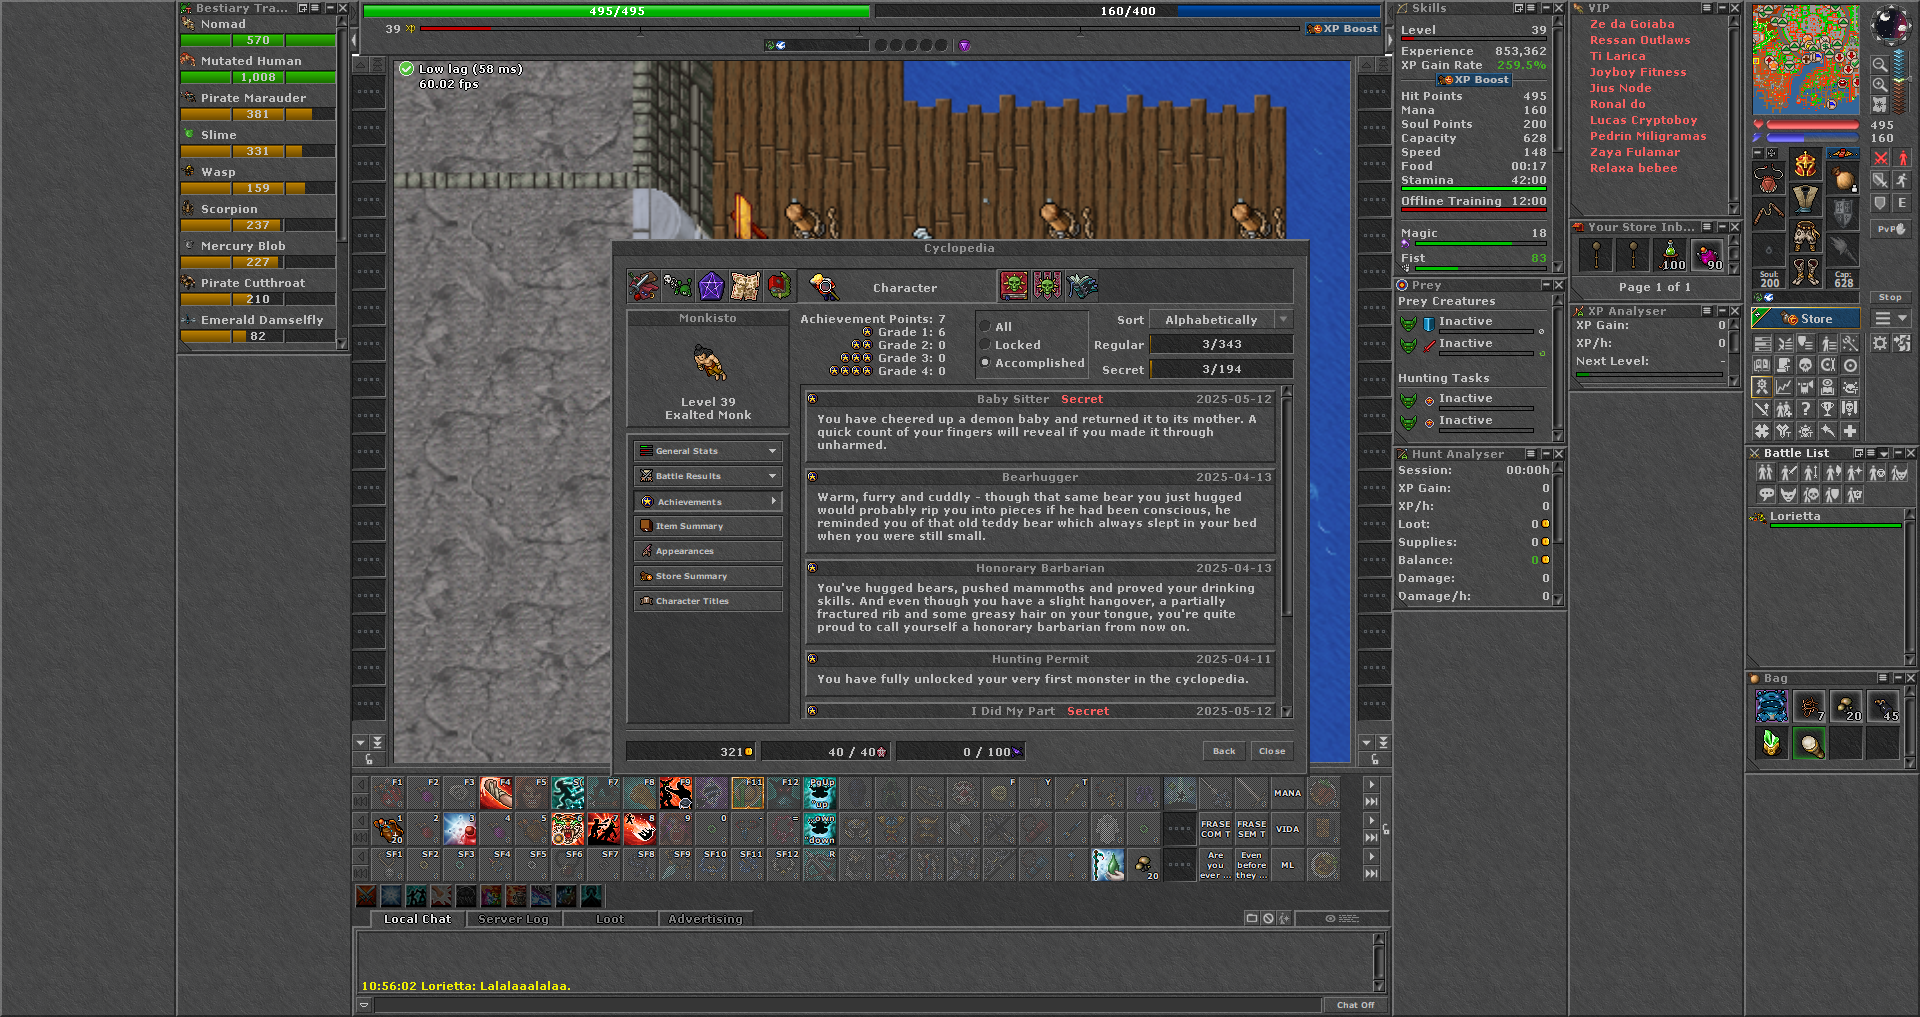 Bestiary Tra...
Nomad
570
Mutated Human
1,008
Pirate Marauder
381
Slime
331
Wasp
159
Scorpion
237
Mercury Blob
227
Pirate Cutthroat
210
Emerald Damselfly
82
495/495
160/400
39 XP
XP Boost
Low lag (58 ms)
60.02 fps
Cyclopedia
Character
Monkisto
Level 39
Exalted Monk
General Stats
Battle Results
Achievements
Item Summary
Appearances
Store Summary
Character Titles
Achievement Points: 7
Grade 1: 6
Grade 2: 0
Grade 3: 0
Grade 4: 0
All
Locked
Accomplished
Sort
Alphabetically
Regular
3/343
Secret
3/194
Baby Sitter Secret 2025-05-12
You have cheered up a demon baby and returned it to its mother. A
quick count of your fingers will reveal if you made it through
unharmed.
Bearhugger 2025-04-13
Warm, furry and cuddly - though that same bear you just hugged
would probably rip you into pieces if he had been conscious, he
reminded you of that old teddy bear which always slept in your bed
when you were still small.
Honorary Barbarian 2025-04-13
You've hugged bears, pushed mammoths and proved your drinking
skills. And even though you have a slight hangover, a partially
fractured rib and some greasy hair on your tongue, you're quite
proud to call yourself a honorary barbarian from now on.
Hunting Permit 2025-04-11
You have fully unlocked your very first monster in the cyclopedia.
I Did My Part Secret 2025-05-12
321
40 / 40
0 / 100
Back
Close
F1 F2 F3 F4 F5 F7 F8 F9 F11 F12 PgUp F Y T
"up
MANA
1 2 3 4 5 6 7 8 9 0 - =
20
"down
FRASE COM T
FRASE SEM T
VIDA
SF1 SF2 SF3 SF4 SF5 SF6 SF7 SF8 SF9 SF10 SF11 SF12 R
20
Are you ever ...
Even before they ...
ML
Local Chat
Server Log
Loot
Advertising
10:56:02 Lorietta: Lalalaaalalaa.
Chat Off
Skills
Level 39
Experience 853,362
XP Gain Rate 259.5%
XP Boost
Hit Points 495
Mana 160
Soul Points 200
Capacity 628
Speed 148
Food 00:17
Stamina 42:00
Offline Training 12:00
Magic 18
Fist 83
Prey
Prey Creatures
Inactive
Inactive
Hunting Tasks
Inactive
Inactive
Hunt Analyser
Session: 00:00h
XP Gain: 0
XP/h: 0
Loot: 0
Supplies: 0
Balance: 0
Damage: 0
Damage/h: 0
VIP
Ze da Goiaba
Ressan Outlaws
Ti Larica
Joyboy Fitness
Jius Node
Ronal do
Lucas Cryptoboy
Pedrin Miligramas
Zaya Fulamar
Relaxa bebee
Your Store Inb...
100
90
Page 1 of 1
XP Analyser
XP Gain: 0
XP/h: 0
Next Level: -
495
160
E
PvP
Soul:
200
Cap:
628
Stop
Store
Battle List
Lorietta
Bag
7
20
45